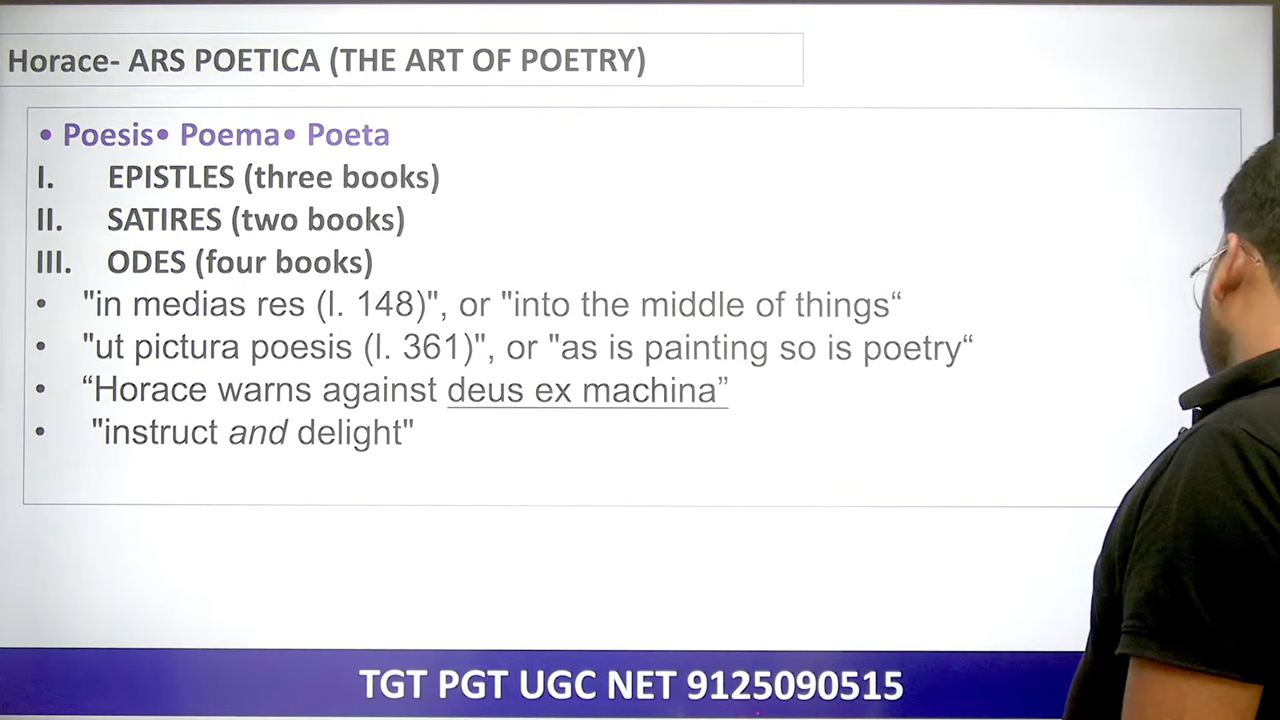 Horace- ARS POETICA (THE ART OF POETRY)
• Poesis• Poema• Poeta
I. EPISTLES (three books)
II. SATIRES (two books)
III. ODES (four books)
• "in medias res (l. 148)", or "into the middle of things“
• "ut pictura poesis (l. 361)", or "as is painting so is poetry“
• “Horace warns against deus ex machina”
• "instruct and delight"
TGT PGT UGC NET 9125090515